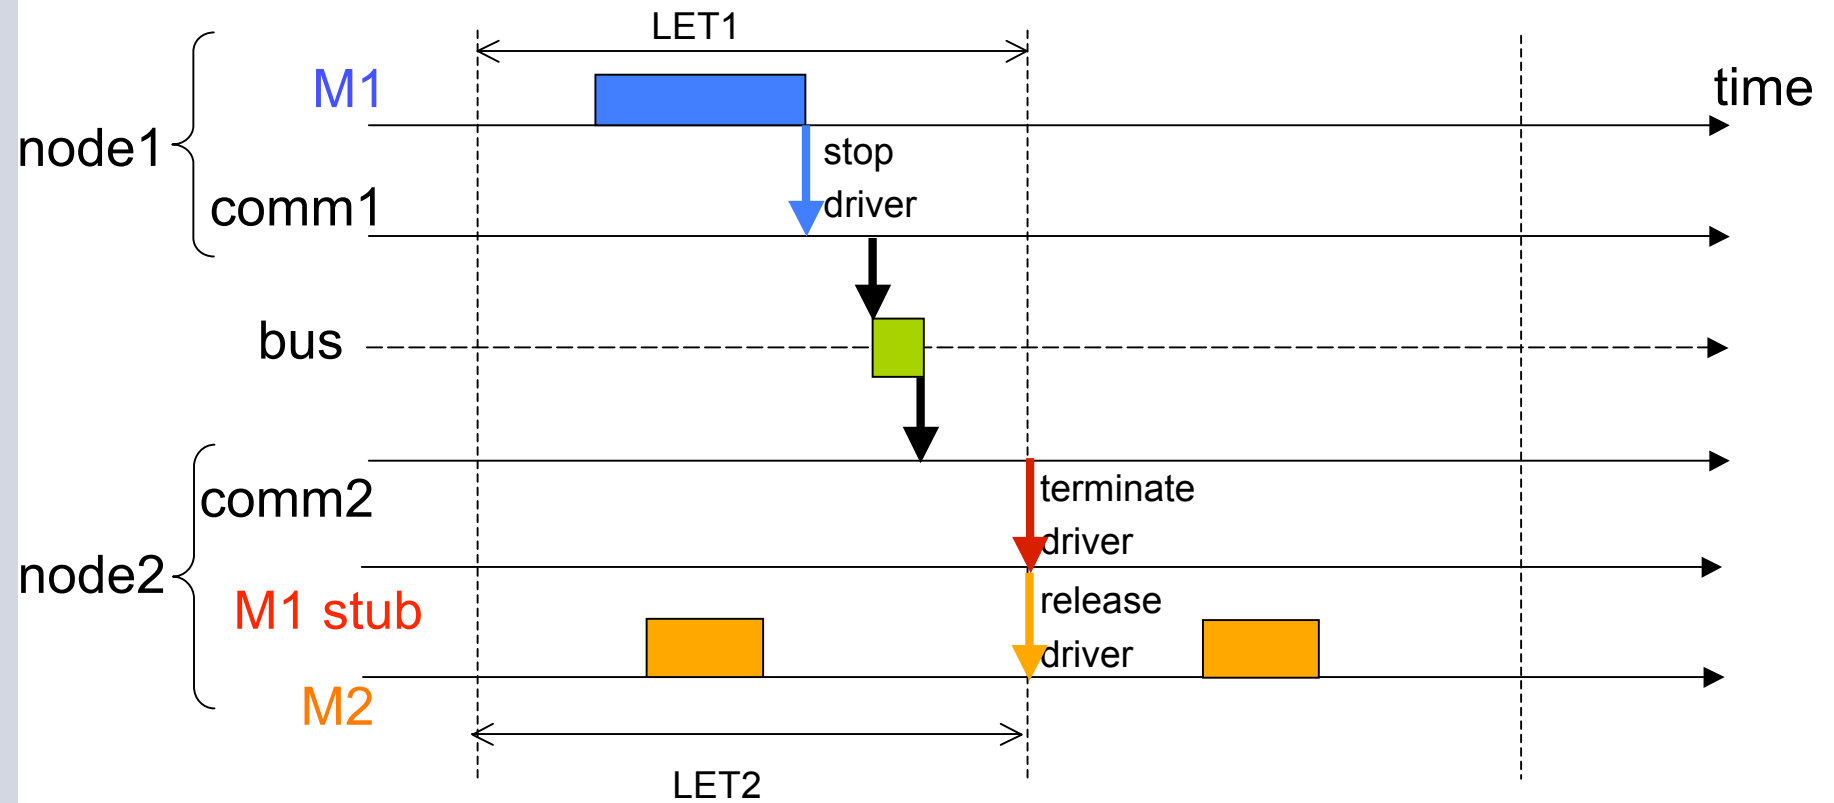 LET1
M1
time
node1
stop
driver
comm1
bus
comm2
terminate
driver
node2
M1 stub
release
driver
M2
LET2